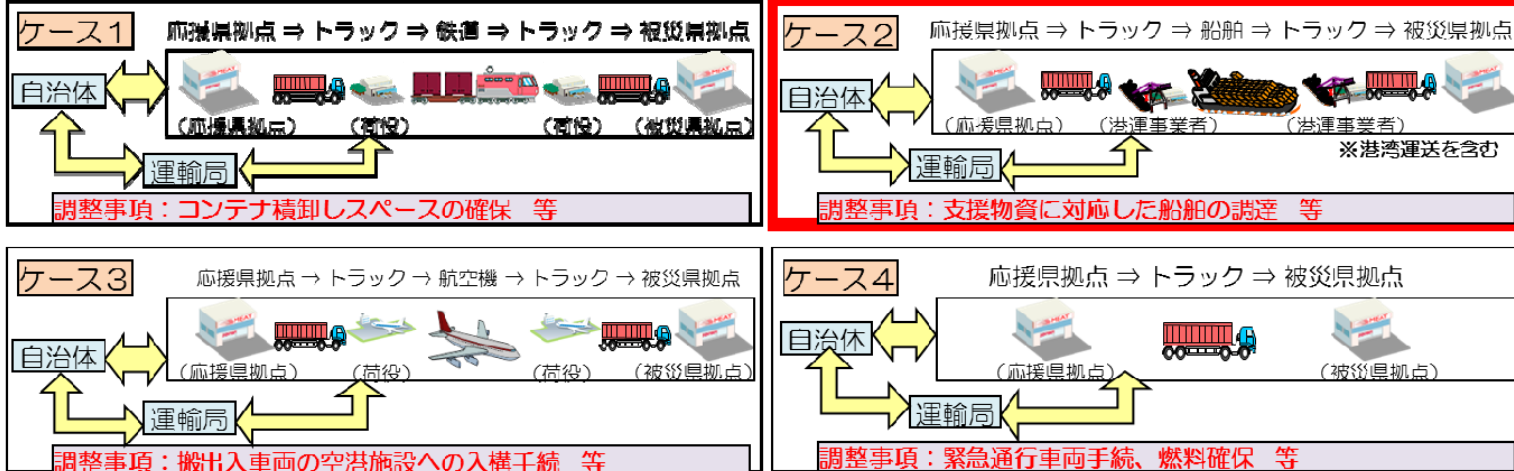 ケース1
応援県拠点 ⇒ トラック ⇒ 鉄道 ⇒ トラック ⇒ 被災県拠点
自治体
(応援県拠点) (荷役) (荷役) (被災県拠点)
運輸局
調整事項：コンテナ積卸しスペースの確保 等
ケース2
応援県拠点 ⇒ トラック ⇒ 船舶 ⇒ トラック ⇒ 被災県拠点
自治体
(応援県拠点) (港運事業者) (港運事業者)
※港湾運送を含む
運輸局
調整事項：支援物資に対応した船舶の調達 等
ケース3
応援県拠点 → トラック → 航空機 → トラック → 被災県拠点
自治体
(応援県拠点) (荷役) (荷役) (被災県拠点)
運輸局
調整事項：搬出入車両の空港施設への入構手続 等
ケース4
応援県拠点 ⇒ トラック ⇒ 被災県拠点
自治体
(応援県拠点) (被災県拠点)
運輸局
調整事項：緊急通行車両手続、燃料確保 等